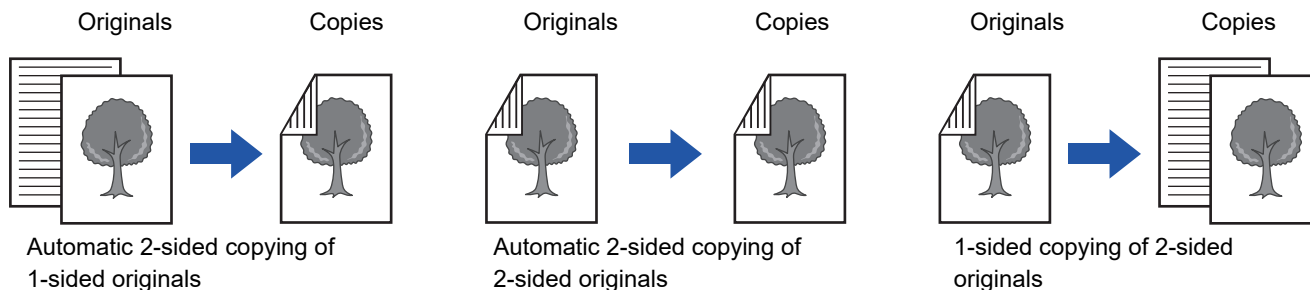 Originals Copies Originals Copies Originals Copies
Automatic 2-sided copying of
1-sided originals
Automatic 2-sided copying of
2-sided originals
1-sided copying of 2-sided
originals